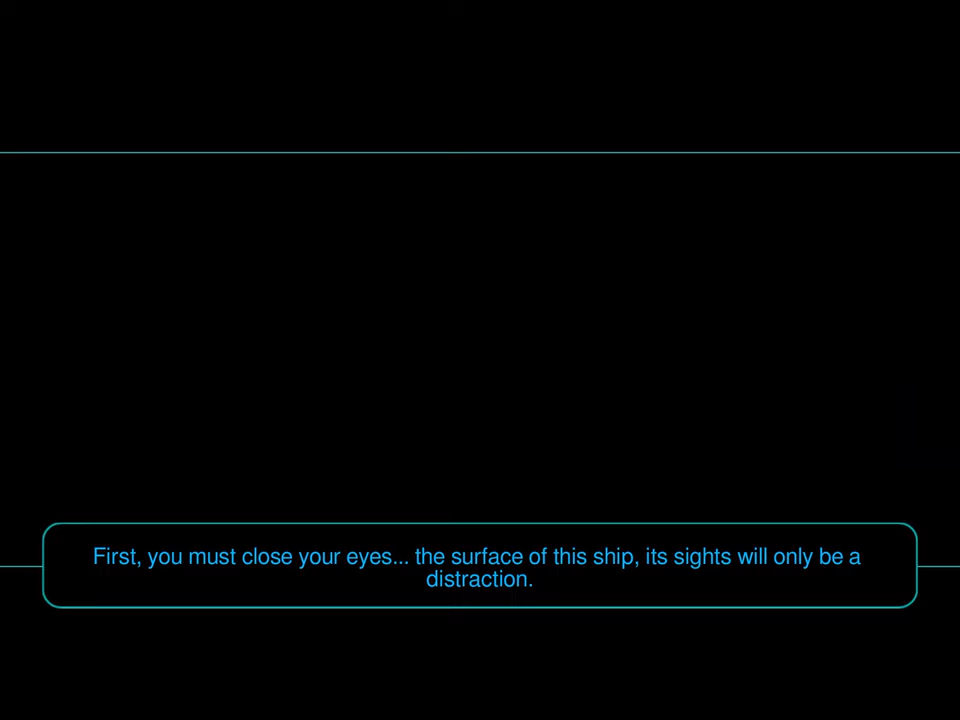 First, you must close your eyes... the surface of this ship, its sights will only be a
distraction.